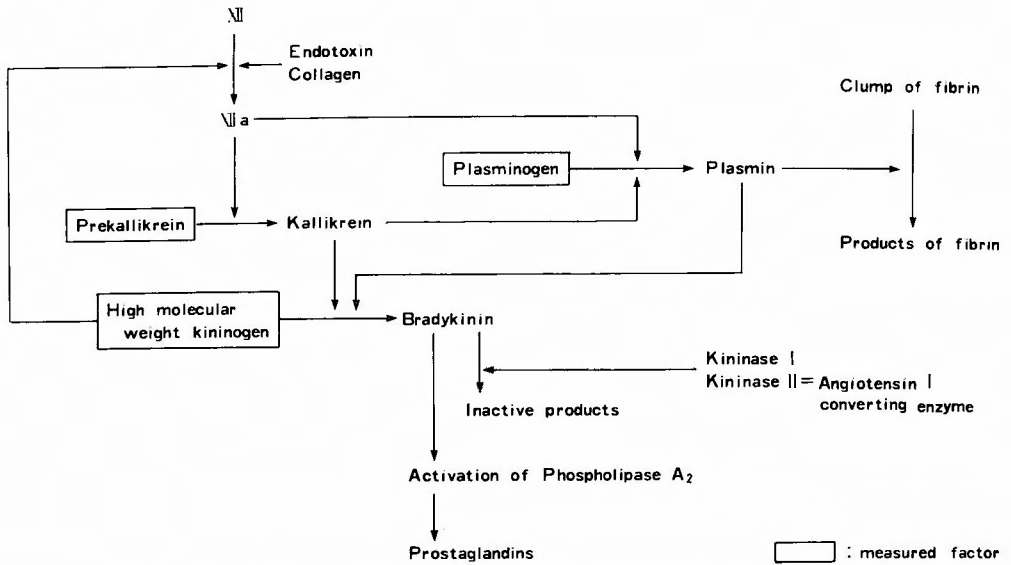 XII
Endotoxin
Collagen
XIIa
Clump of fibrin
Plasminogen
Plasmin
Prekallikrein
Kallikrein
Products of fibrin
High molecular
weight kininogen
Bradykinin
Kininase I
Kininase II = Angiotensin I
converting enzyme
Inactive products
Activation of Phospholipase A₂
Prostaglandins
: measured factor